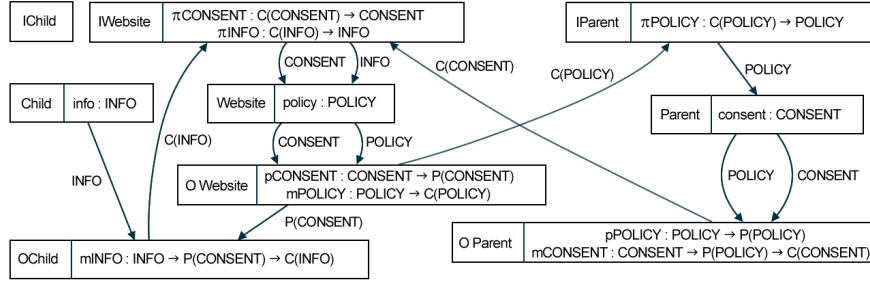 IChild
IWebsite
πCONSENT : C(CONSENT) → CONSENT
πINFO : C(INFO) → INFO
IParent
πPOLICY : C(POLICY) → POLICY
CONSENT
INFO
C(CONSENT)
C(POLICY)
POLICY
Child
info : INFO
Website
policy : POLICY
Parent
consent : CONSENT
C(INFO)
CONSENT
POLICY
INFO
O Website
pCONSENT : CONSENT → P(CONSENT)
mPOLICY : POLICY → C(POLICY)
POLICY
CONSENT
P(CONSENT)
OChild
mINFO : INFO → P(CONSENT) → C(INFO)
O Parent
pPOLICY : POLICY → P(POLICY)
mCONSENT : CONSENT → P(POLICY) → C(CONSENT)